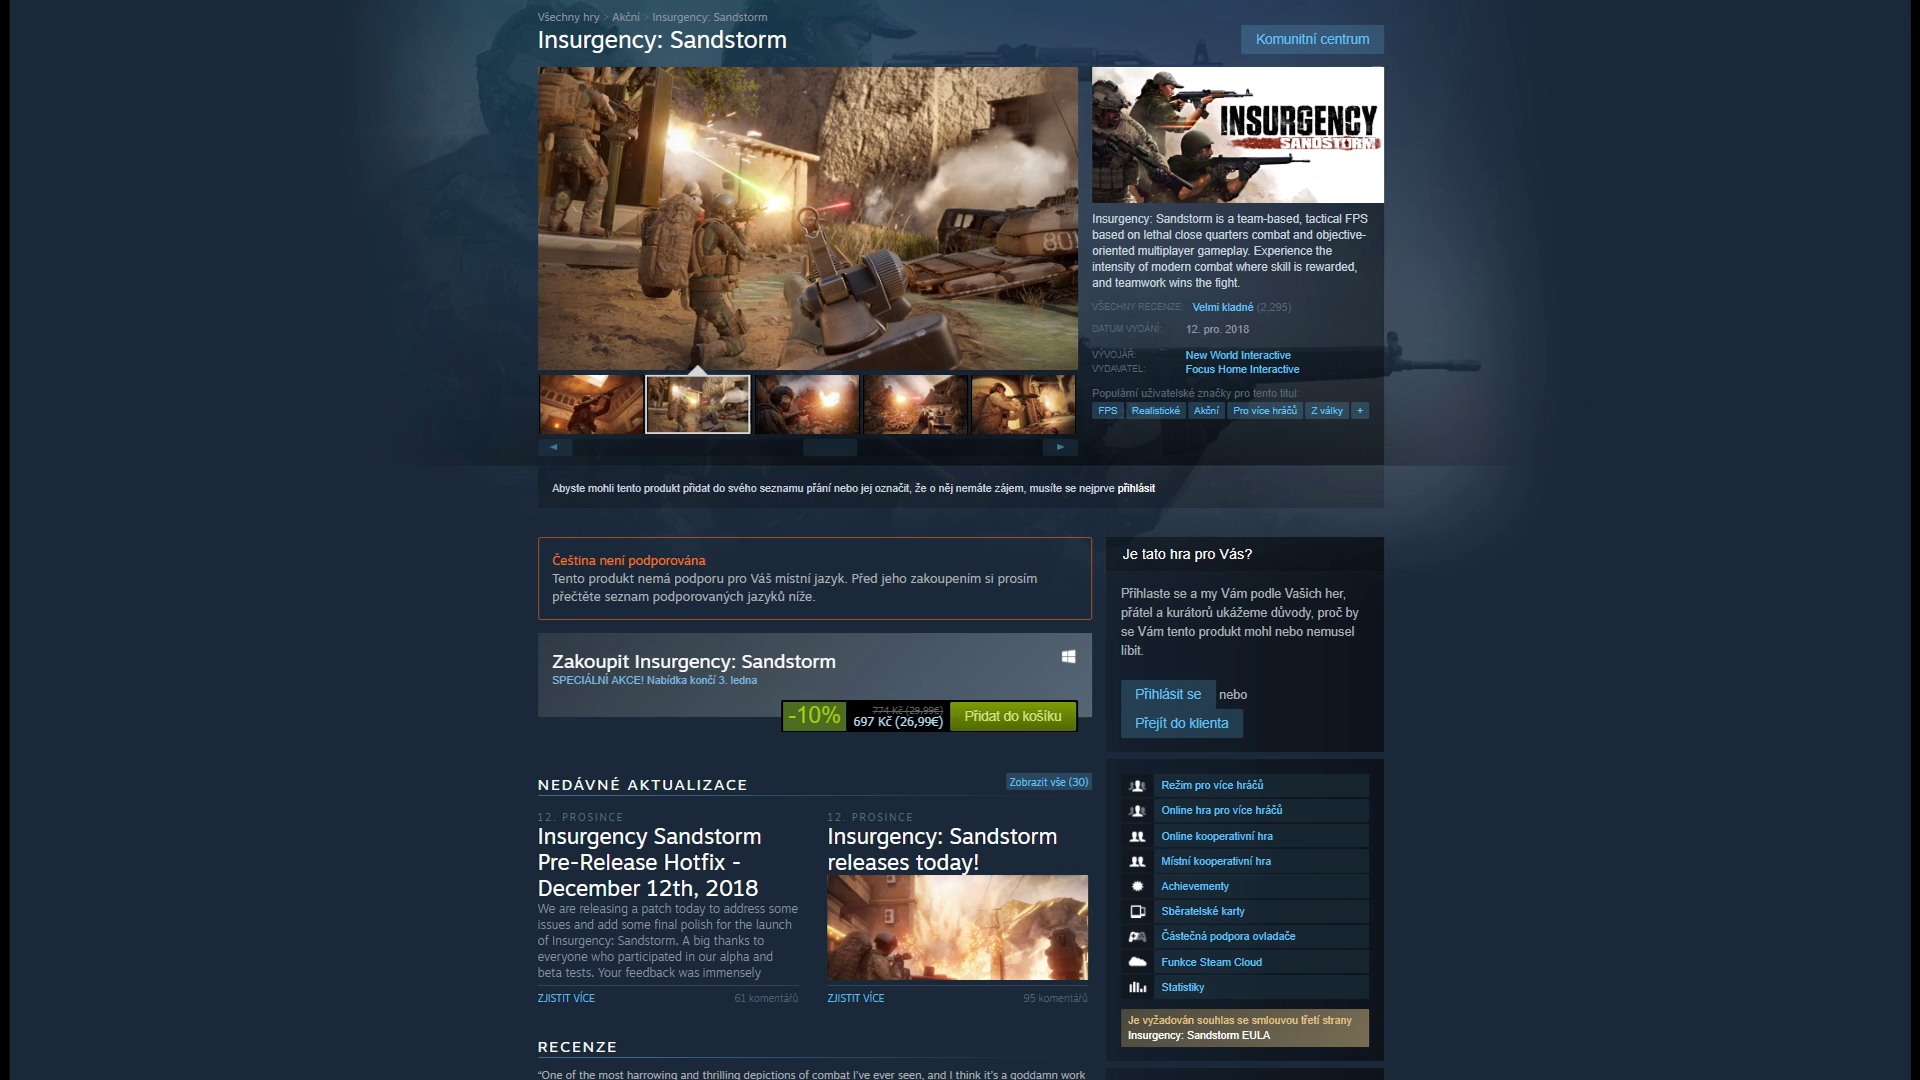 Všechny hry > Akční > Insurgency: Sandstorm
Insurgency: Sandstorm
Komunitní centrum
INSURGENCY
SANDSTORM
Insurgency: Sandstorm is a team-based, tactical FPS
based on lethal close quarters combat and objective-
oriented multiplayer gameplay. Experience the
intensity of modern combat where skill is rewarded,
and teamwork wins the fight.
VŠECHNY RECENZE: Velmi kladné (2,295)
DATUM VYDÁNÍ: 12. pro. 2018
VÝVOJÁŘ: New World Interactive
VYDAVATEL: Focus Home Interactive
Populární uživatelské značky pro tento titul:
FPS Realistické Akční Pro více hráčů Z války +
Abyste mohli tento produkt přidat do svého seznamu přání nebo jej označit, že o něj nemáte zájem, musíte se nejprve přihlásit
Čeština není podporována
Tento produkt nemá podporu pro Váš místní jazyk. Před jeho zakoupením si prosím
přečtěte seznam podporovaných jazyků níže.
Zakoupit Insurgency: Sandstorm
SPECIÁLNÍ AKCE! Nabídka končí 3. ledna
-10%
774 Kč (29,99€)
697 Kč (26,99€)
Přidat do košíku
NEDÁVNÉ AKTUALIZACE
Zobrazit vše (30)
12. PROSINCE
Insurgency Sandstorm
Pre-Release Hotfix -
December 12th, 2018
We are releasing a patch today to address some
issues and add some final polish for the launch
of Insurgency: Sandstorm. A big thanks to
everyone who participated in our alpha and
beta tests. Your feedback was immensely
ZJISTIT VÍCE
61 komentářů
12. PROSINCE
Insurgency: Sandstorm
releases today!
ZJISTIT VÍCE
95 komentářů
RECENZE
“One of the most harrowing and thrilling depictions of combat I've ever seen, and I think it's a goddamn work
Je tato hra pro Vás?
Přihlaste se a my Vám podle Vašich her,
přátel a kurátorů ukážeme důvody, proč by
se Vám tento produkt mohl nebo nemusel
líbit.
Přihlásit se nebo
Přejít do klienta
Režim pro více hráčů
Online hra pro více hráčů
Online kooperativní hra
Místní kooperativní hra
Achievementy
Sběratelské karty
Částečná podpora ovladače
Funkce Steam Cloud
Statistiky
Je vyžadován souhlas se smlouvou třetí strany
Insurgency: Sandstorm EULA